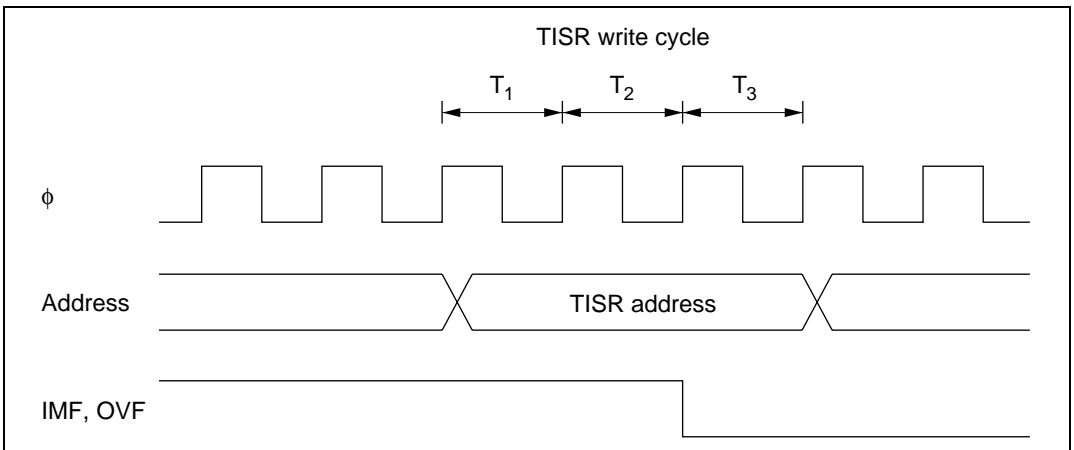 TISR write cycle
T1 T2 T3
φ
Address
TISR address
IMF, OVF